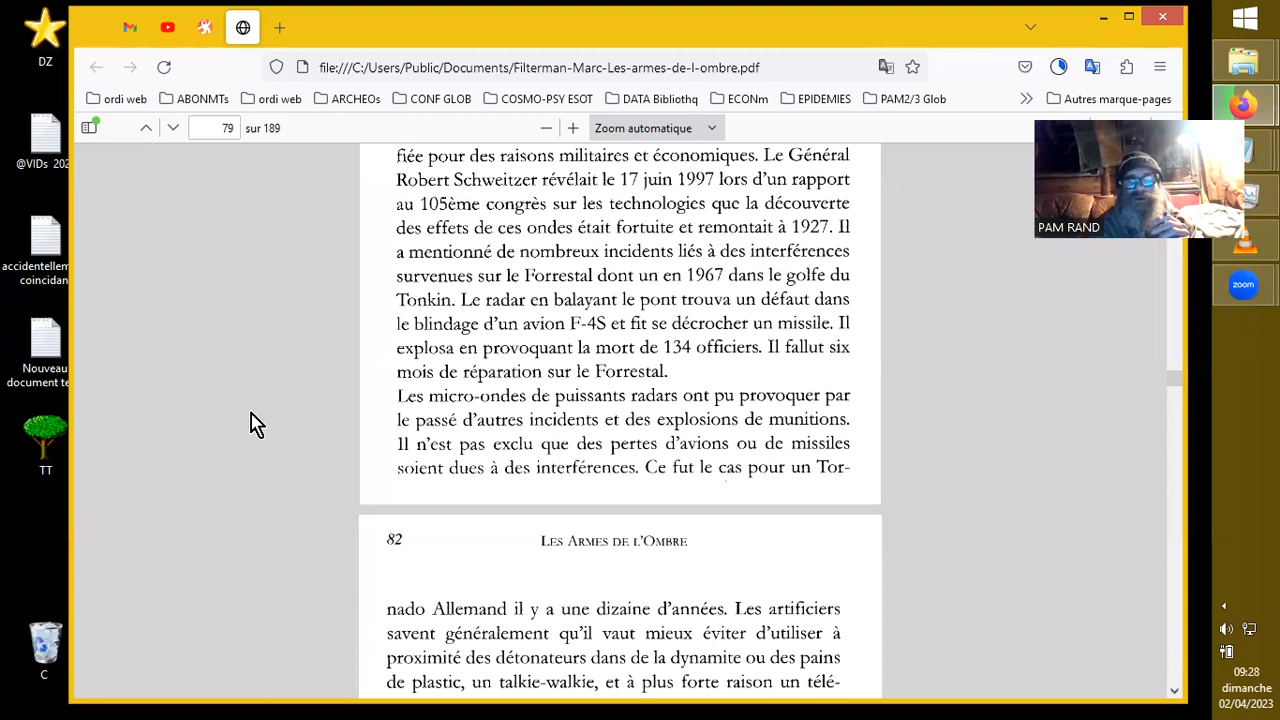 DZ
@VIDs 202
accidentellem
coincidan
Nouveau
document te
TT
C
file:///C:/Users/Public/Documents/Filterman-Marc-Les-armes-de-l-ombre.pdf
ordi web
ABONMTs
ordi web
ARCHEOs
CONF GLOB
COSMO-PSY ESOT
DATA Bibliothq
ECONm
EPIDEMIES
PAM2/3 Glob
Autres marque-pages
79 sur 189
Zoom automatique
fiée pour des raisons militaires et économiques. Le Général
Robert Schweitzer révélait le 17 juin 1997 lors d’un rapport
au 105ème congrès sur les technologies que la découverte
des effets de ces ondes était fortuite et remontait à 1927. Il
a mentionné de nombreux incidents liés à des interférences
survenues sur le Forrestal dont un en 1967 dans le golfe du
Tonkin. Le radar en balayant le pont trouva un défaut dans
le blindage d’un avion F-4S et fit se décrocher un missile. Il
explosa en provoquant la mort de 134 officiers. Il fallut six
mois de réparation sur le Forrestal.
Les micro-ondes de puissants radars ont pu provoquer par
le passé d’autres incidents et des explosions de munitions.
Il n’est pas exclu que des pertes d’avions ou de missiles
soient dues à des interférences. Ce fut le cas pour un Tor-
82 LES ARMES DE L’OMBRE
nado Allemand il y a une dizaine d’années. Les artificiers
savent généralement qu’il vaut mieux éviter d’utiliser à
proximité des détonateurs dans de la dynamite ou des pains
de plastic, un talkie-walkie, et à plus forte raison un télé-
PAM RAND
zoom
09:28
dimanche
02/04/2023